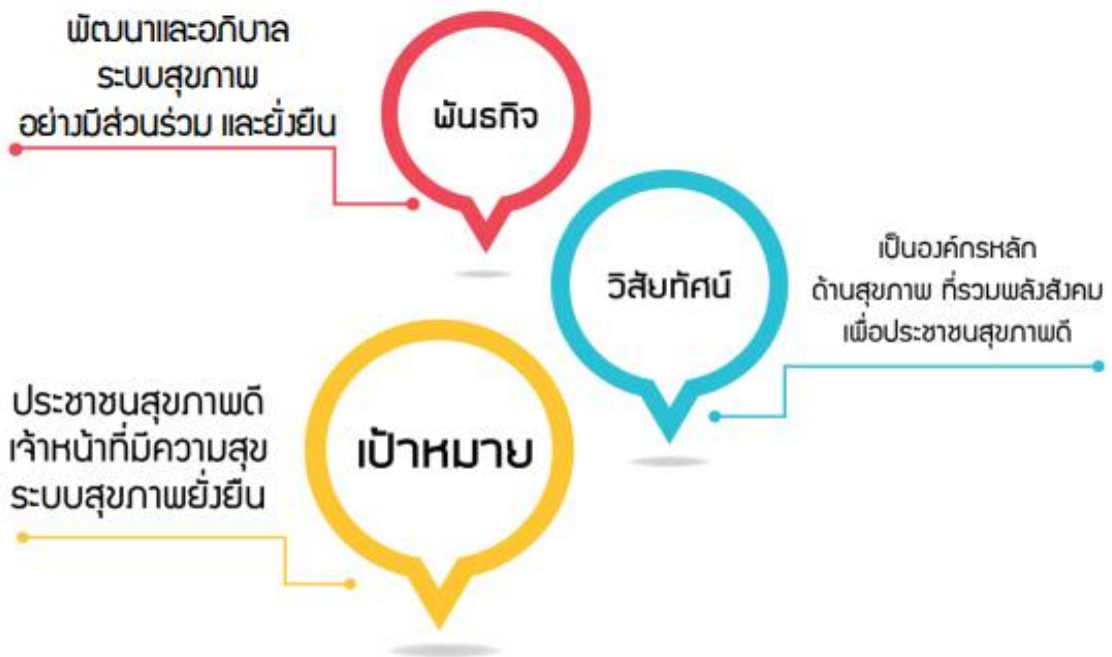 พัฒนาและอภิบาล
ระบบสุขภาพ
อย่างมีส่วนร่วม และยั่งยืน
พันธกิจ
วิสัยทัศน์
เป็นองค์กรหลัก
ด้านสุขภาพ ที่รวมพลังสังคม
เพื่อประชาชนสุขภาพดี
ประชาชนสุขภาพดี
เจ้าหน้าที่มีความสุข
ระบบสุขภาพยั่งยืน
เป้าหมาย